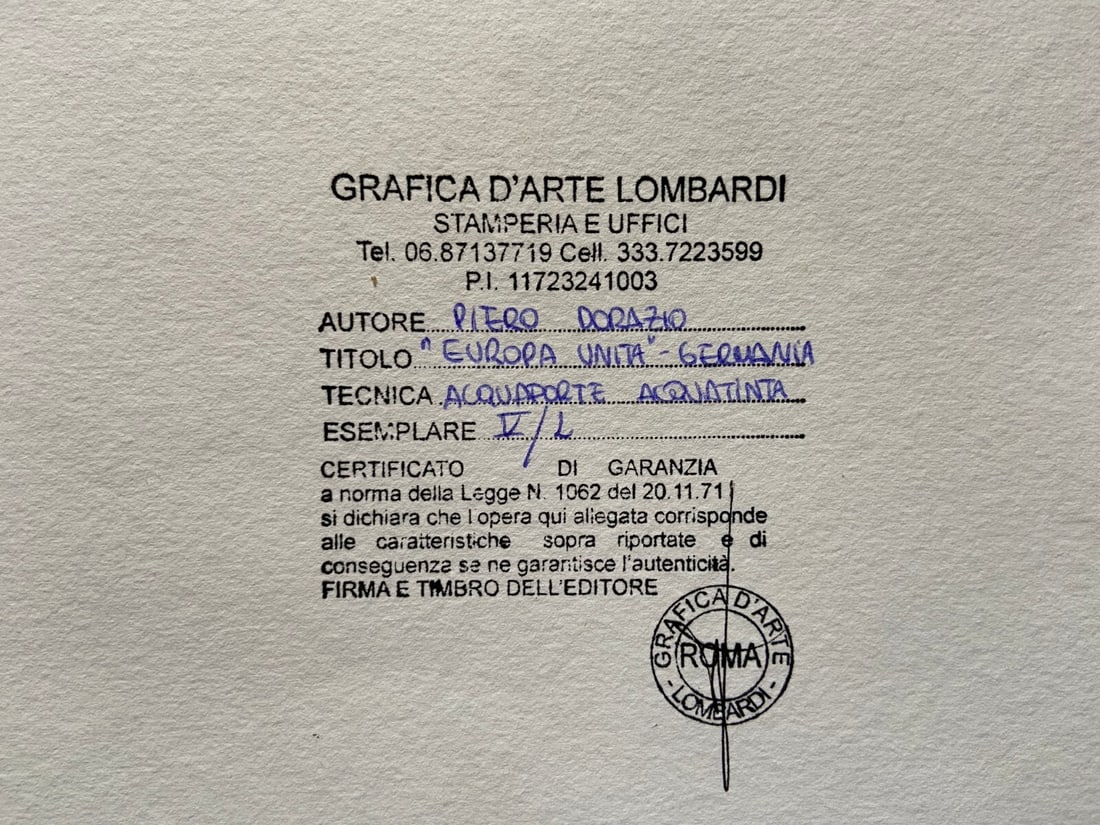 GRAFICA D'ARTE LOMBARDI
STAMPERIA E UFFICI
Tel. 06.87137719 Cell. 333.7223599
P.I. 11723241003
AUTORE PIERO DORAZIO
TITOLO "EUROPA UNITA" - GERMANIA
TECNICA ACQUAFORTE ACQUATINTA
ESEMPLARE IV/L
CERTIFICATO DI GARANZIA
a norma della Legge N. 1062 del 20.11.71
si dichiara che l'opera qui allegata corrisponde
alle caratteristiche sopra riportate e di
conseguenza se ne garantisce l'autenticità.
FIRMA E TIMBRO DELL'EDITORE
GRAFICA D'ARTE
ROMA
- LOMBARDI -